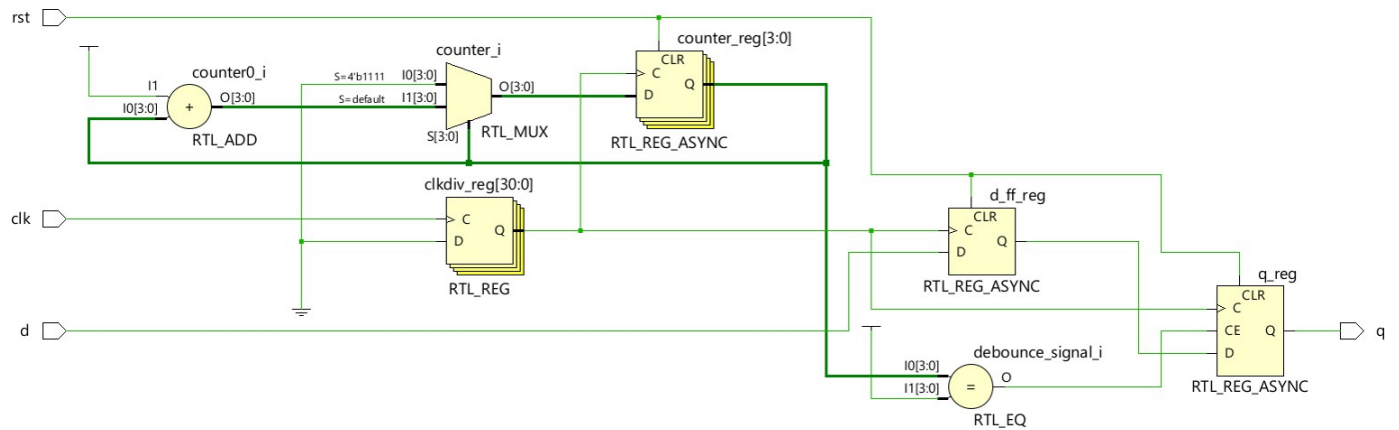 rst
counter_reg[3:0]
counter_i
CLR
counter0_i
S=4'b1111
I0[3:0]
C
Q
I1
O[3:0]
S=default
I1[3:0]
O[3:0]
D
I0[3:0]
+
S[3:0]
RTL_MUX
RTL_ADD
RTL_REG_ASYNC
clkdiv_reg[30:0]
d_ff_reg
clk
C
Q
D
RTL_REG
CLR
C
Q
D
RTL_REG_ASYNC
q_reg
CLR
C
CE
Q
D
RTL_REG_ASYNC
d
q
debounce_signal_i
I0[3:0]
I1[3:0]
=
O
RTL_EQ